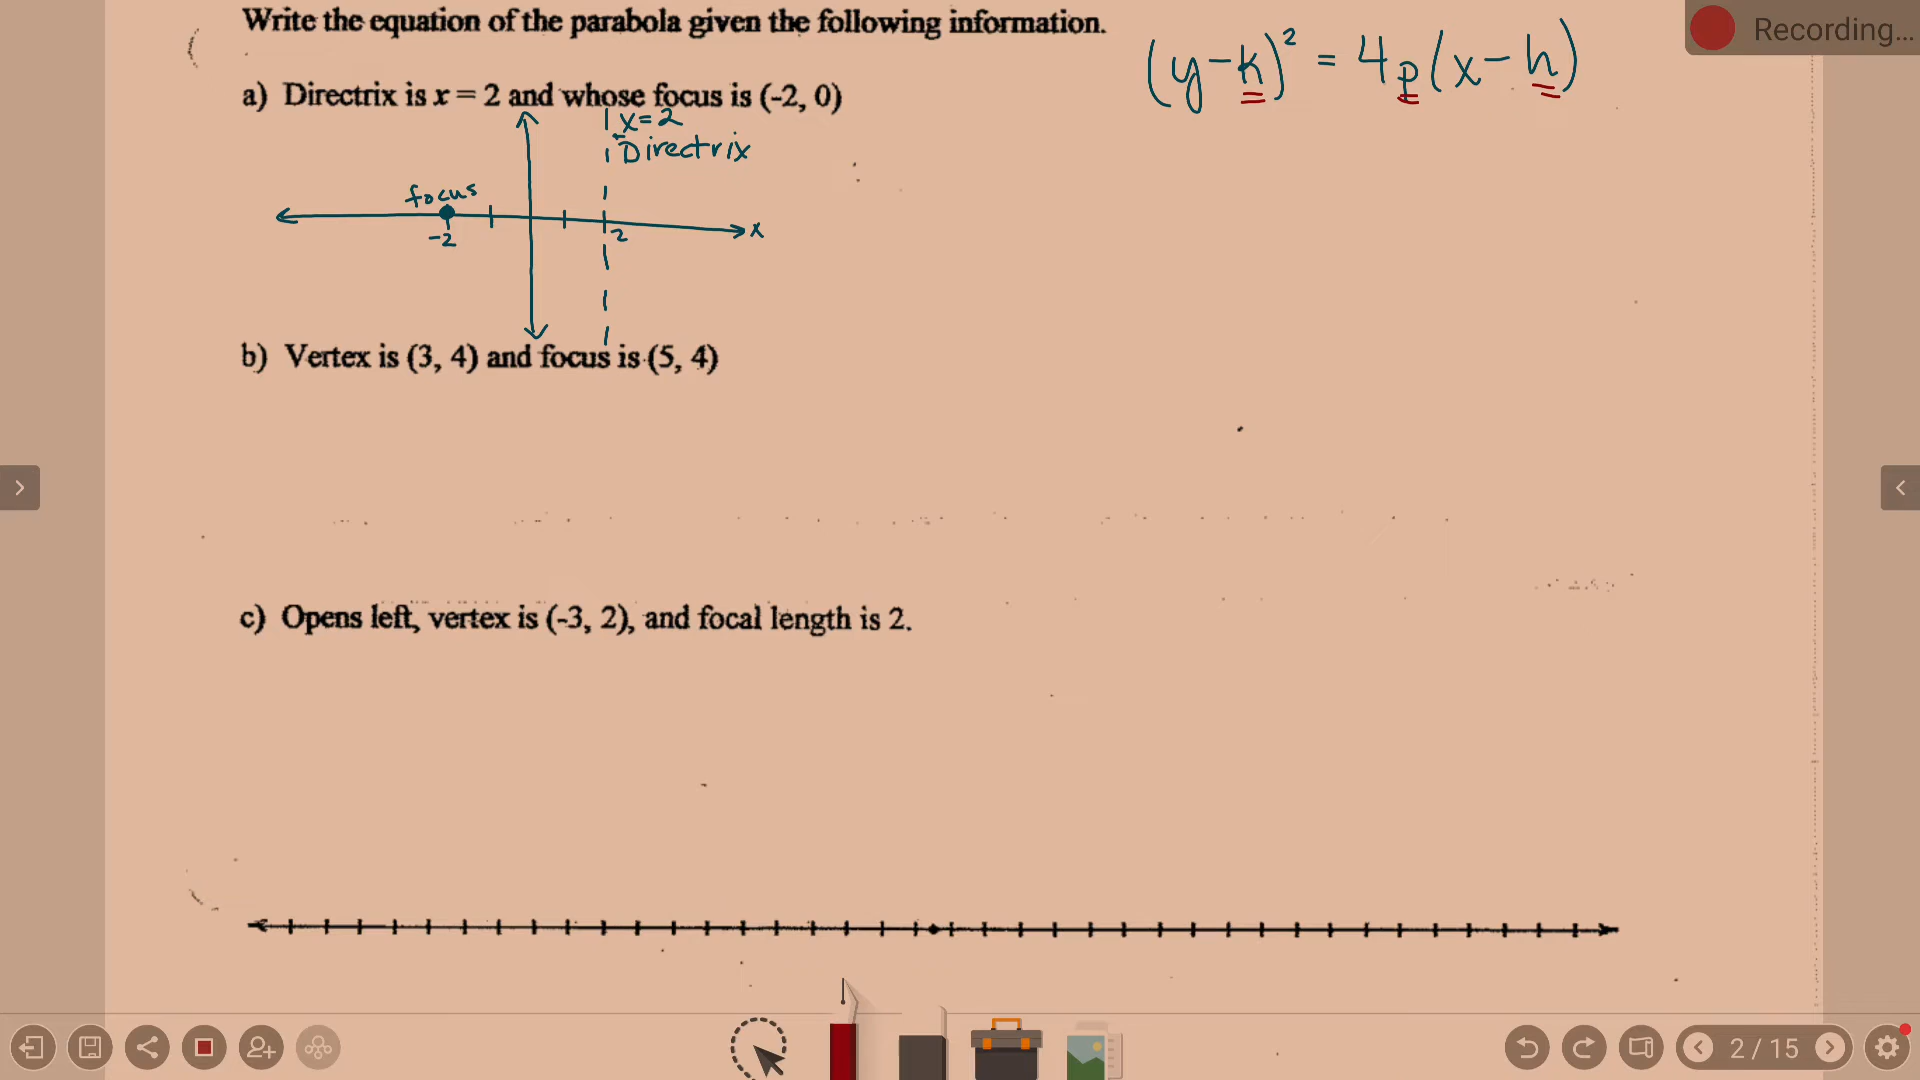 Write the equation of the parabola given the following information.
(y-k)² = 4p(x-h)
Recording...
a) Directrix is x = 2 and whose focus is (-2, 0)
x=2
Directrix
focus
-2
2
x
b) Vertex is (3, 4) and focus is (5, 4)
c) Opens left, vertex is (-3, 2), and focal length is 2.
2 / 15